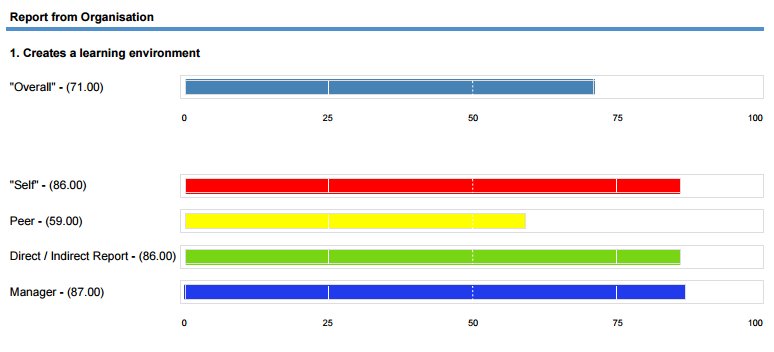 Report from Organisation
1. Creates a learning environment
"Overall" - (71.00)
0 25 50 75 100
"Self" - (86.00)
Peer - (59.00)
Direct / Indirect Report - (86.00)
Manager - (87.00)
0 25 50 75 100